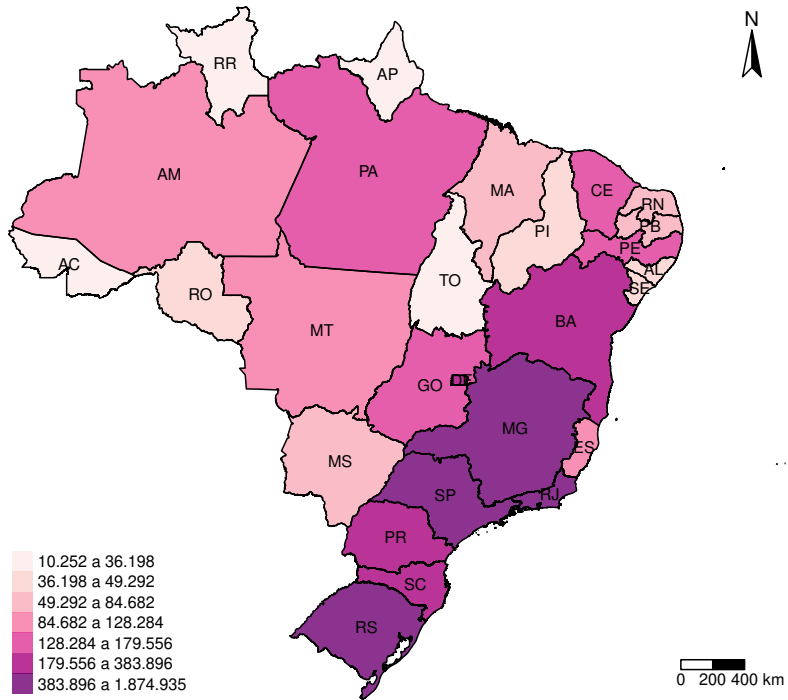 N
RR
AP
AM
PA
MA
CE
RN
PB
PI
PE
AC
AL
TO
SE
RO
BA
MT
GO
DF
MG
ES
MS
SP
RJ
PR
SC
RS
10.252 a 36.198
36.198 a 49.292
49.292 a 84.682
84.682 a 128.284
128.284 a 179.556
179.556 a 383.896
383.896 a 1.874.935
0 200 400 km